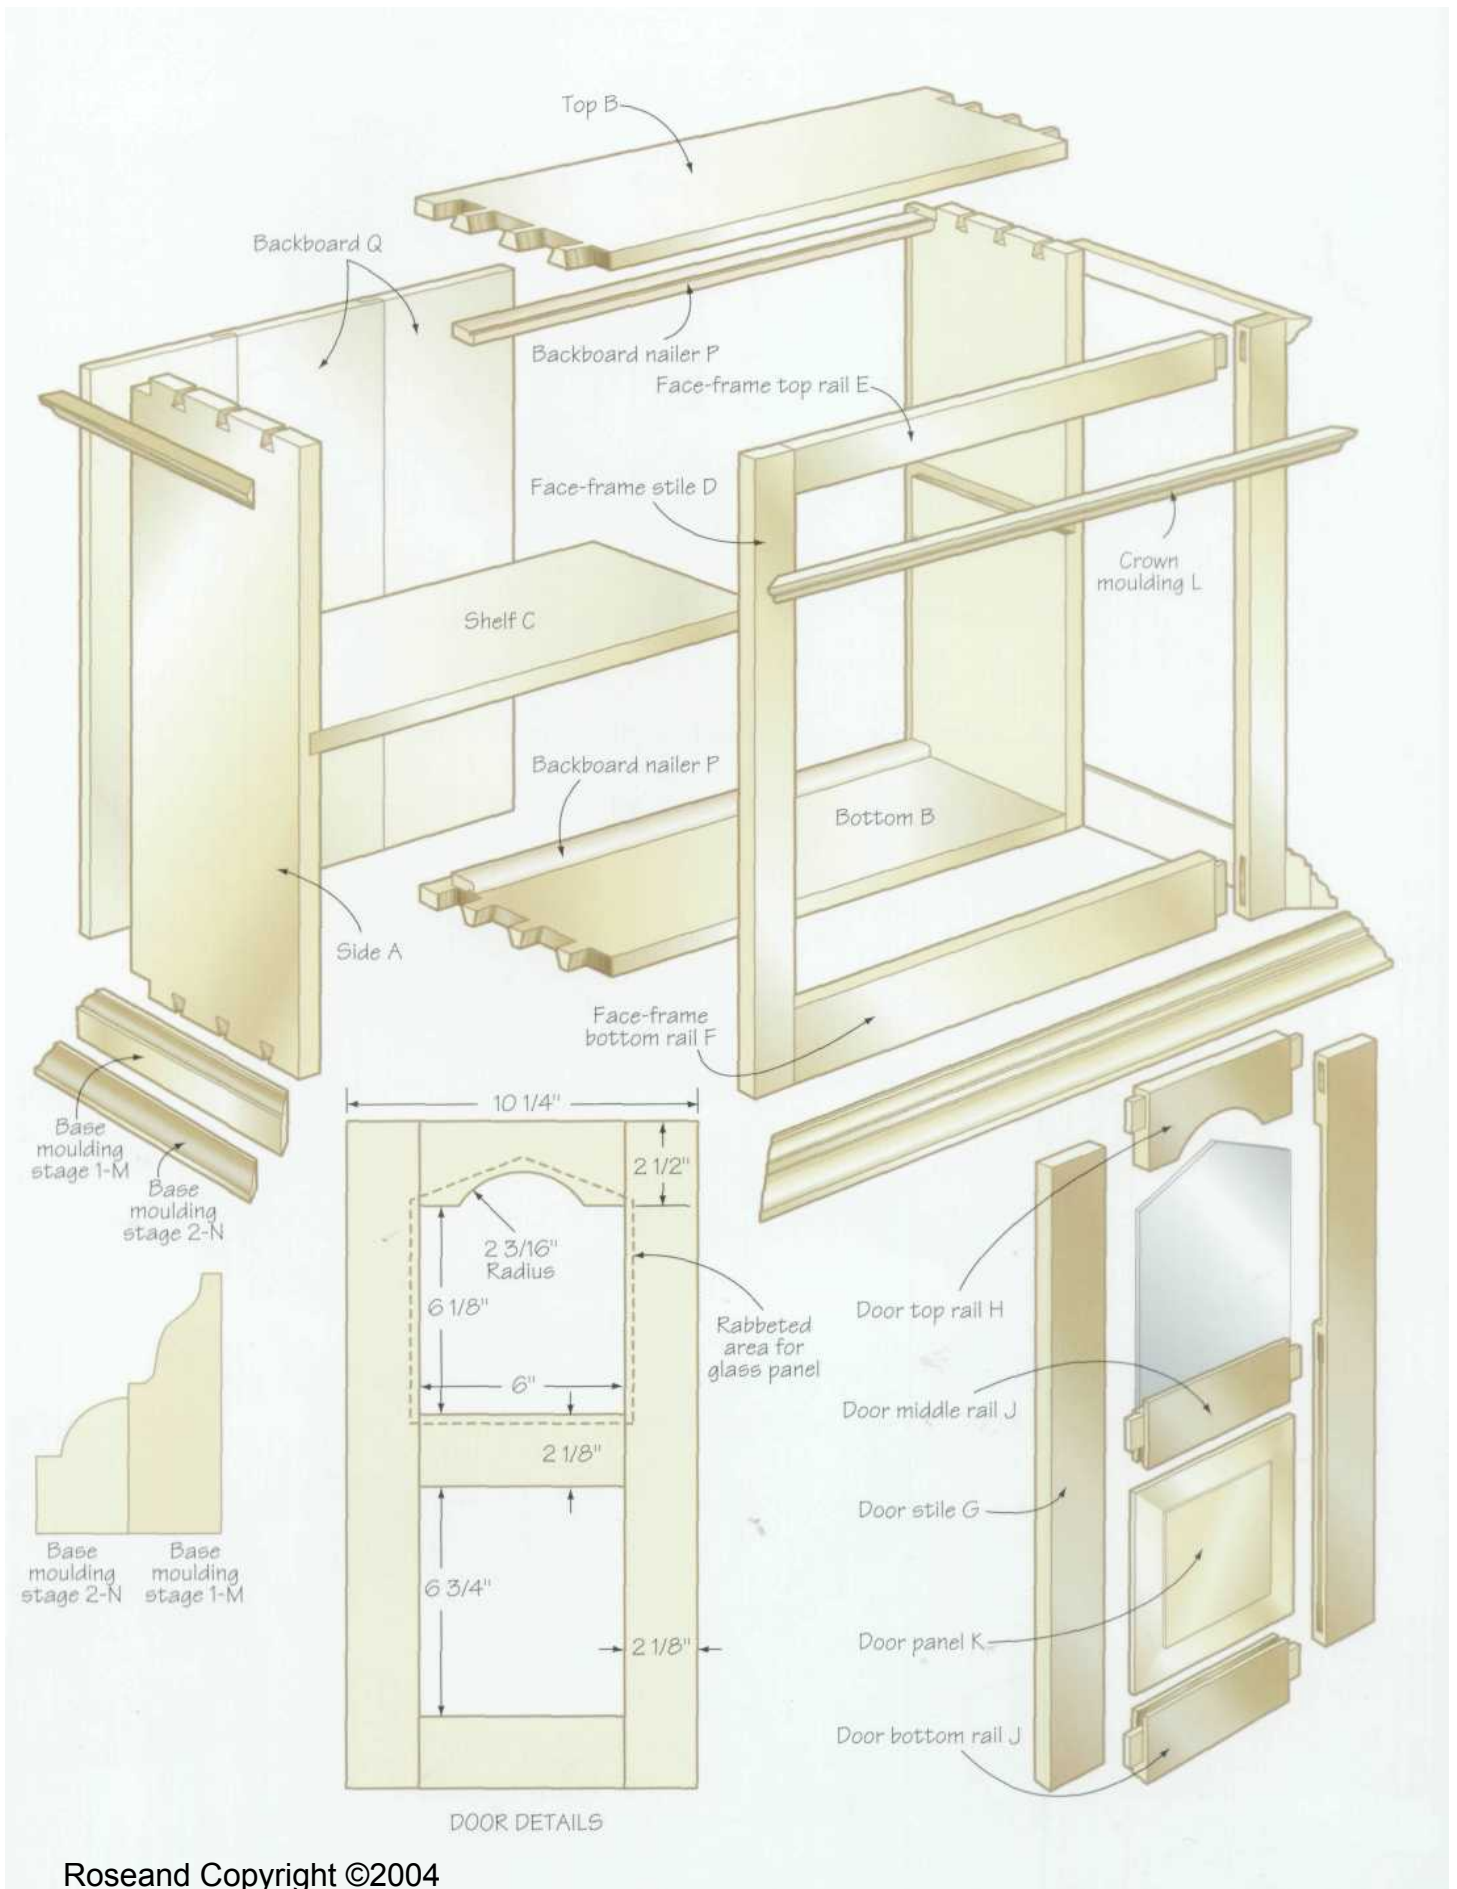 Top B
Backboard Q
Backboard nailer P
Face-frame top rail E
Face-frame stile D
Crown
moulding L
Shelf C
Backboard nailer P
Bottom B
Side A
Face-frame
bottom rail F
Base
moulding
stage 1-M
Base
moulding
stage 2-N
10 1/4"
2 1/2"
2 3/16"
Radius
6 1/8"
Rabbeted
area for
glass panel
6"
2 1/8"
6 3/4"
2 1/8"
DOOR DETAILS
Door top rail H
Door middle rail J
Door stile G
Door panel K
Door bottom rail J
Base
moulding
stage 2-N
Base
moulding
stage 1-M
Roseand Copyright ©2004